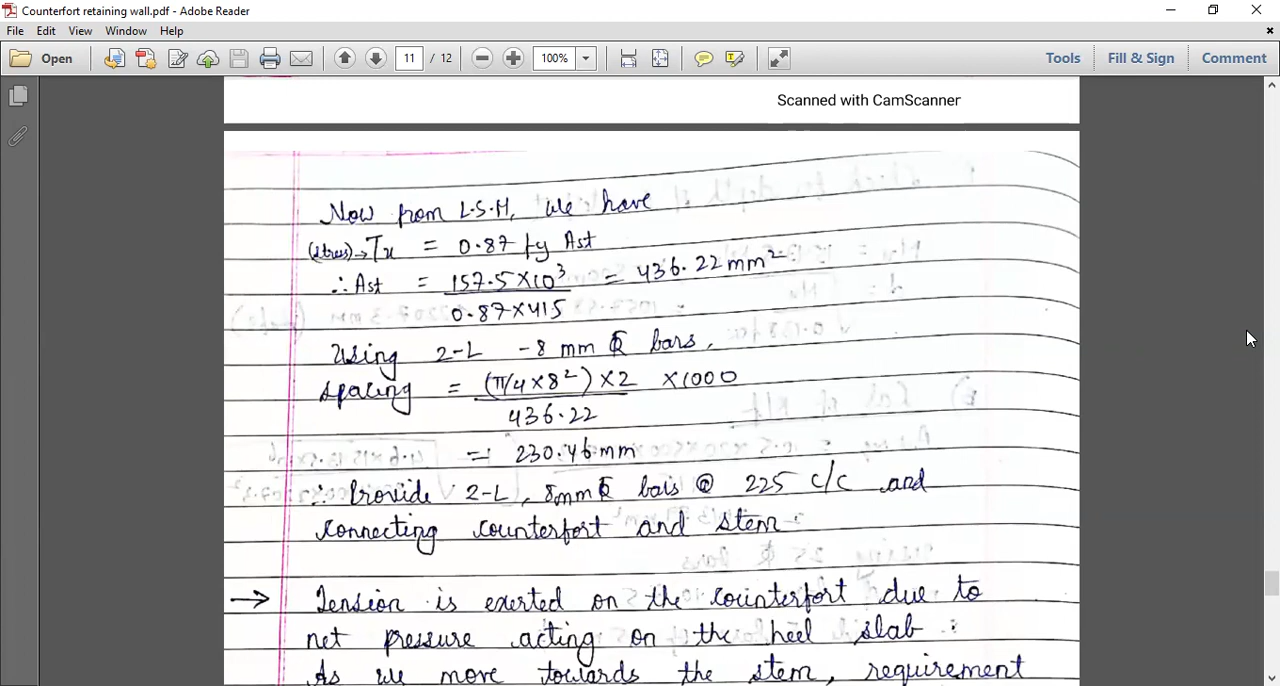 Counterfort retaining wall.pdf - Adobe Reader
File Edit View Window Help
Open 11 / 12 100% Tools Fill & Sign Comment
Scanned with CamScanner
Now from L.S.M, we have
(stress)→Tu = 0.87 fy Ast
∴ Ast = 157.5×10³ / 0.87×415 = 436.22 mm²
Using 2-L -8 mm Φ bars,
spacing = (π/4×8²)×2 / 436.22 ×1000
= 230.46 mm
∴ Provide 2-L, 8mmΦ bars @ 225 c/c and
connecting counterfort and stem.
→ Tension is exerted on the counterfort due to
net pressure acting on the heel slab.
As we move towards the stem, requirement